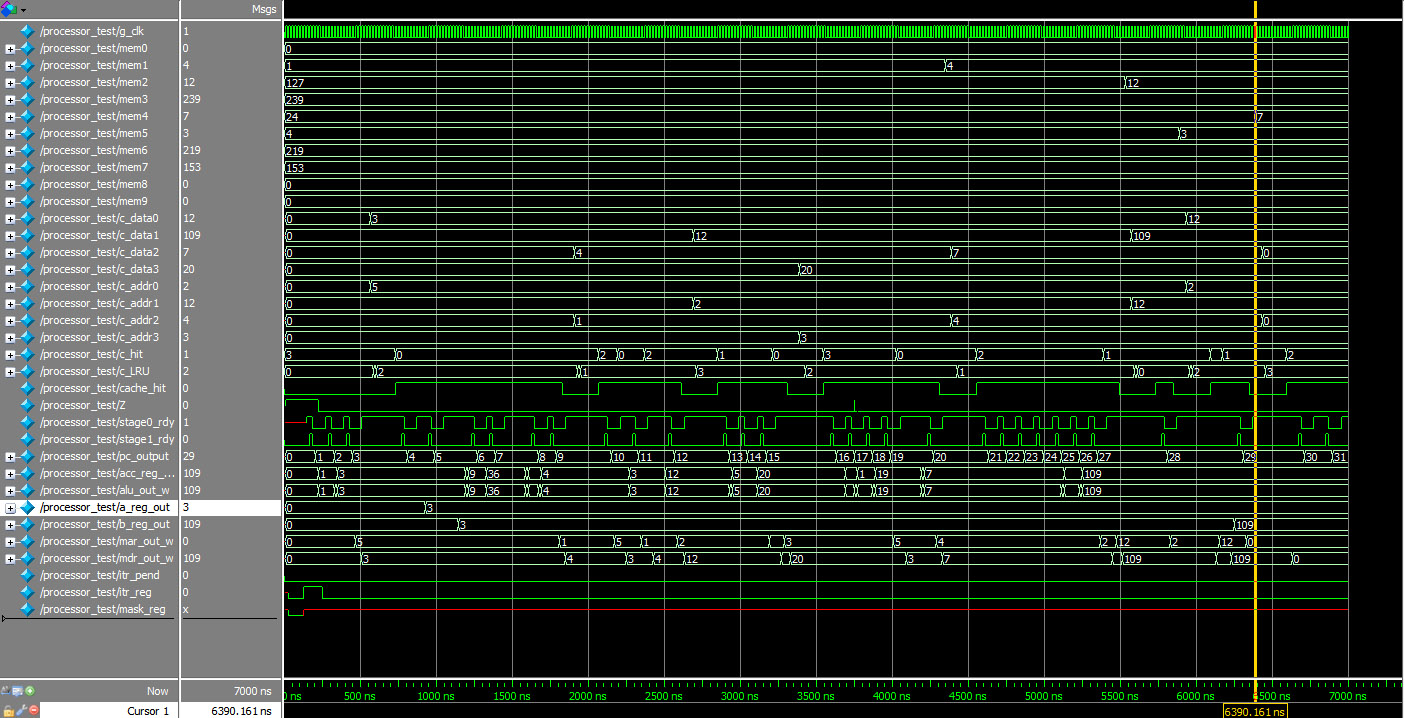 Msgs
/processor_test/g_clk 1
/processor_test/mem0 0 0
/processor_test/mem1 4 1 4
/processor_test/mem2 12 127 12
/processor_test/mem3 239 239
/processor_test/mem4 7 24 7
/processor_test/mem5 3 4 3
/processor_test/mem6 219 219
/processor_test/mem7 153 153
/processor_test/mem8 0 0
/processor_test/mem9 0 0
/processor_test/c_data0 12 0 3 12
/processor_test/c_data1 109 0 12 109
/processor_test/c_data2 7 0 4 7 0
/processor_test/c_data3 20 0 20
/processor_test/c_addr0 2 0 5 2
/processor_test/c_addr1 12 0 2 12
/processor_test/c_addr2 4 0 1 4 0
/processor_test/c_addr3 3 0 3
/processor_test/c_hit 1 3 0 2 0 2 1 0 3 0 2 1 1 2
/processor_test/c_LRU 2 0 2 1 3 2 1 0 2 3
/processor_test/cache_hit 0
/processor_test/Z 0
/processor_test/stage0_rdy 1
/processor_test/stage1_rdy 0
/processor_test/pc_output 29 0 1 2 3 4 5 6 7 8 9 10 11 12 13 14 15 16 17 18 19 20 21 22 23 24 25 26 27 28 29 30 31
/processor_test/acc_reg_... 109 0 1 3 9 36 4 3 12 5 20 1 19 7 109
/processor_test/alu_out_w 109 0 1 3 9 36 4 3 12 5 20 19 7 109
/processor_test/a_reg_out 3 0 3
/processor_test/b_reg_out 109 0 3 109
/processor_test/mar_out_w 0 0 5 1 5 1 2 3 5 4 2 12 2 12 0
/processor_test/mdr_out_w 109 0 3 4 3 4 12 20 3 7 109 109 0
/processor_test/itr_pend 0
/processor_test/itr_reg 0
/processor_test/mask_reg x
Now 7000 ns ns 500 ns 1000 ns 1500 ns 2000 ns 2500 ns 3000 ns 3500 ns 4000 ns 4500 ns 5000 ns 5500 ns 6000 ns 6500 ns 7000 ns
Cursor 1 6390.161 ns 6390.161 ns